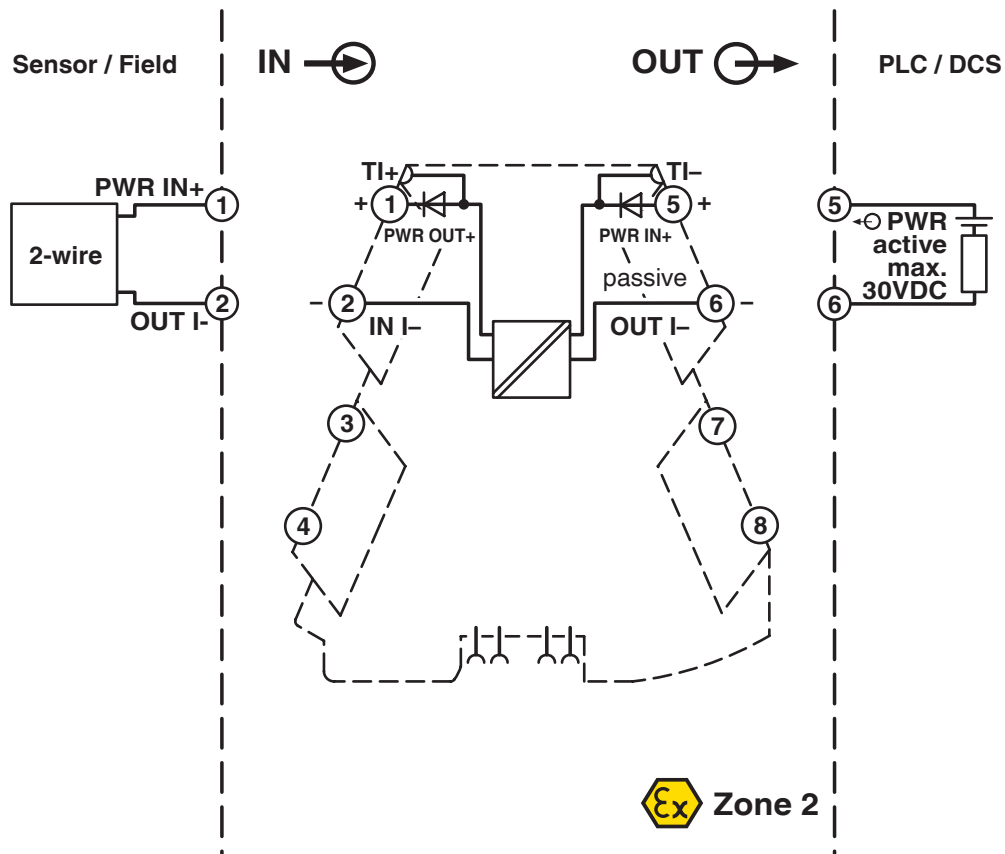 Sensor / Field
IN
OUT
PLC / DCS
PWR IN+
1
2-wire
2
OUT I-
TI+
+ 1
PWR OUT+
– 2
IN I–
3
4
TI–
5 +
PWR IN+
passive
6 –
OUT I–
7
8
5
PWR
active
max.
30VDC
6
Ex Zone 2